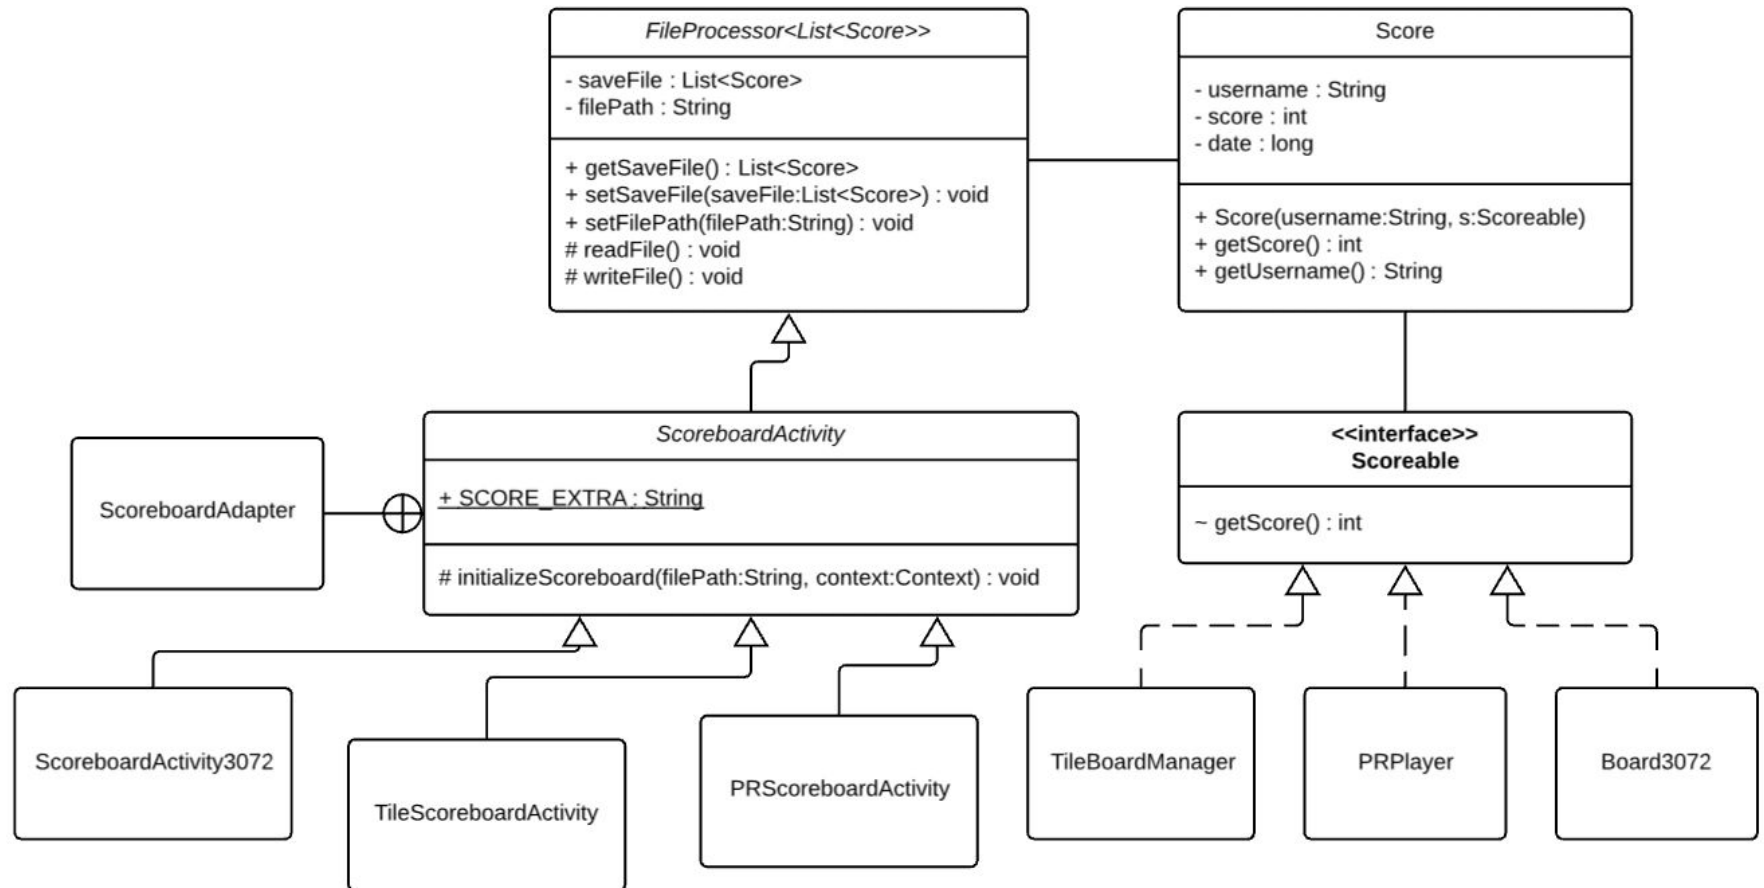 FileProcessor<List<Score>>
- saveFile : List<Score>
- filePath : String
+ getSaveFile() : List<Score>
+ setSaveFile(saveFile:List<Score>) : void
+ setFilePath(filePath:String) : void
# readFile() : void
# writeFile() : void
Score
- username : String
- score : int
- date : long
+ Score(username:String, s:Scoreable)
+ getScore() : int
+ getUsername() : String
ScoreboardAdapter
ScoreboardActivity
+ SCORE_EXTRA : String
# initializeScoreboard(filePath:String, context:Context) : void
<<interface>>
Scoreable
~ getScore() : int
ScoreboardActivity3072
TileScoreboardActivity
PRScoreboardActivity
TileBoardManager
PRPlayer
Board3072